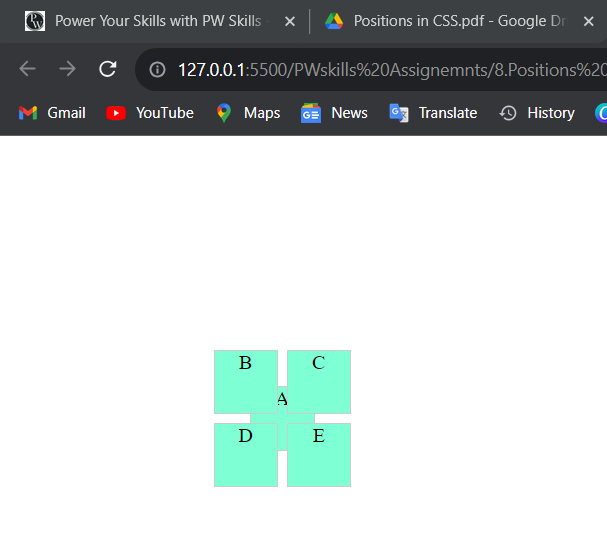 Power Your Skills with PW Skills
Positions in CSS.pdf - Google Dr
127.0.0.1:5500/PWskills%20Assignemnts/8.Positions%20
Gmail YouTube Maps News Translate History
B C
A
D E